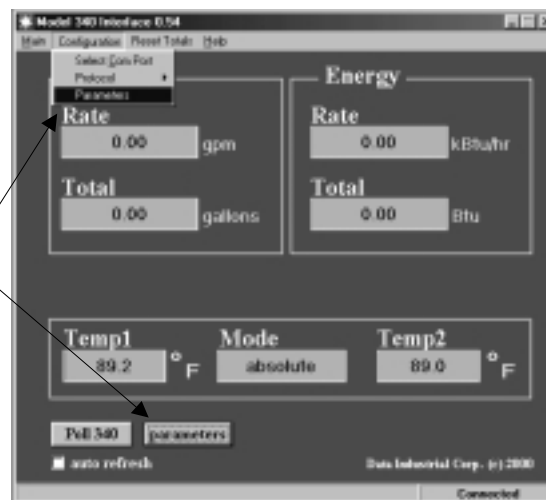 Model 340 Interface 0.54
Main Configuration Reset Totals Help
Select Com Port
Protocol
Parameters
Energy
Rate
0.00 gpm
Rate
0.00 kBtu/hr
Total
0.00 gallons
Total
0.00 Btu
Temp1
89.2 °F
Mode
absolute
Temp2
89.0 °F
Poll 340
parameters
auto refresh
Data Industrial Corp. (c) 2000
Connected